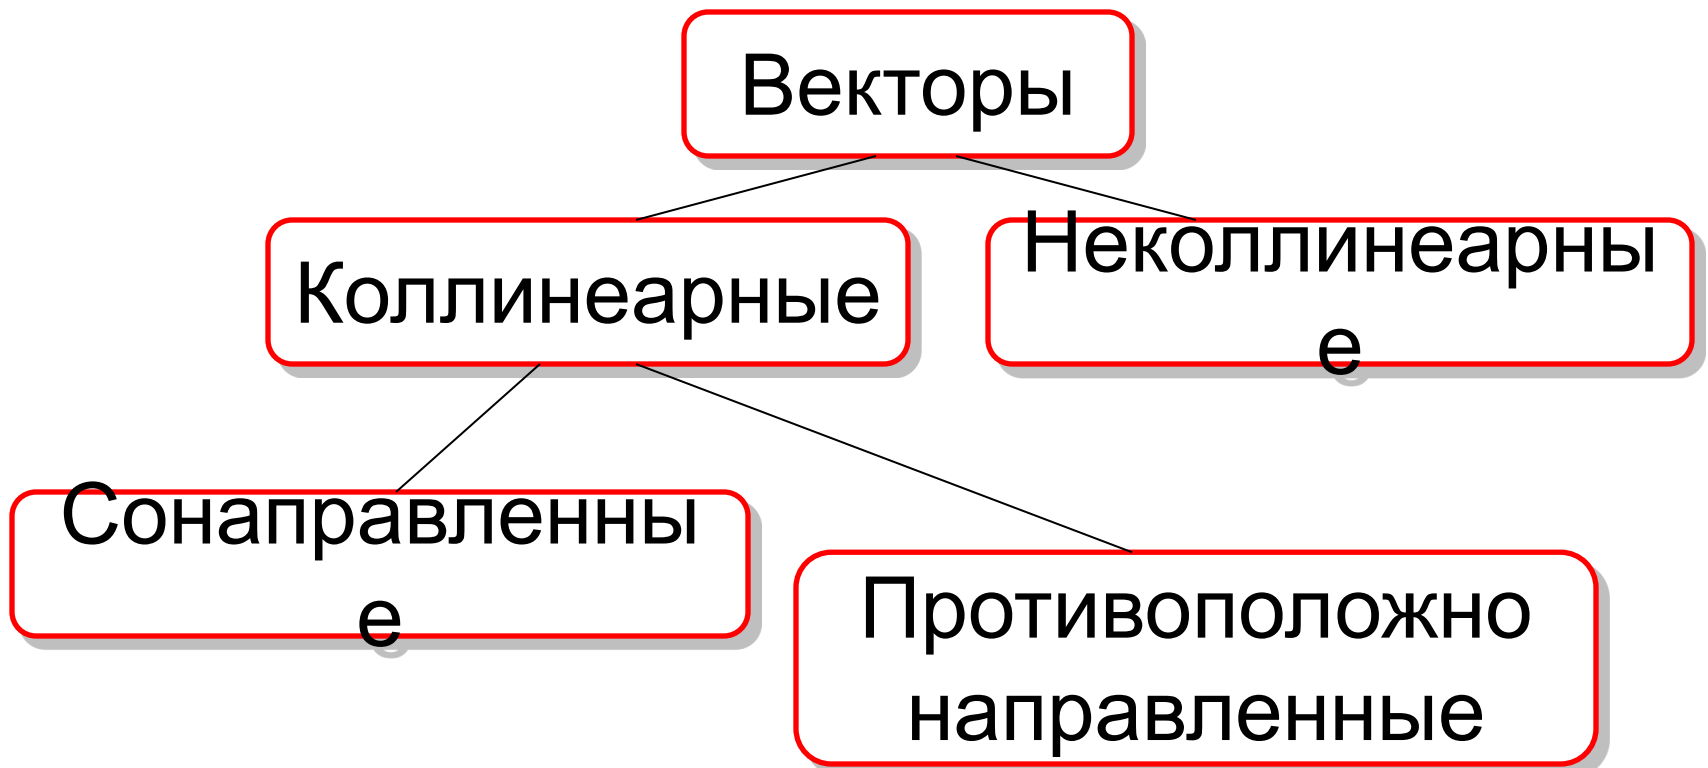 Векторы
Коллинеарные
Неколлинеарны
е
Сонаправленны
е
Противоположно
направленные